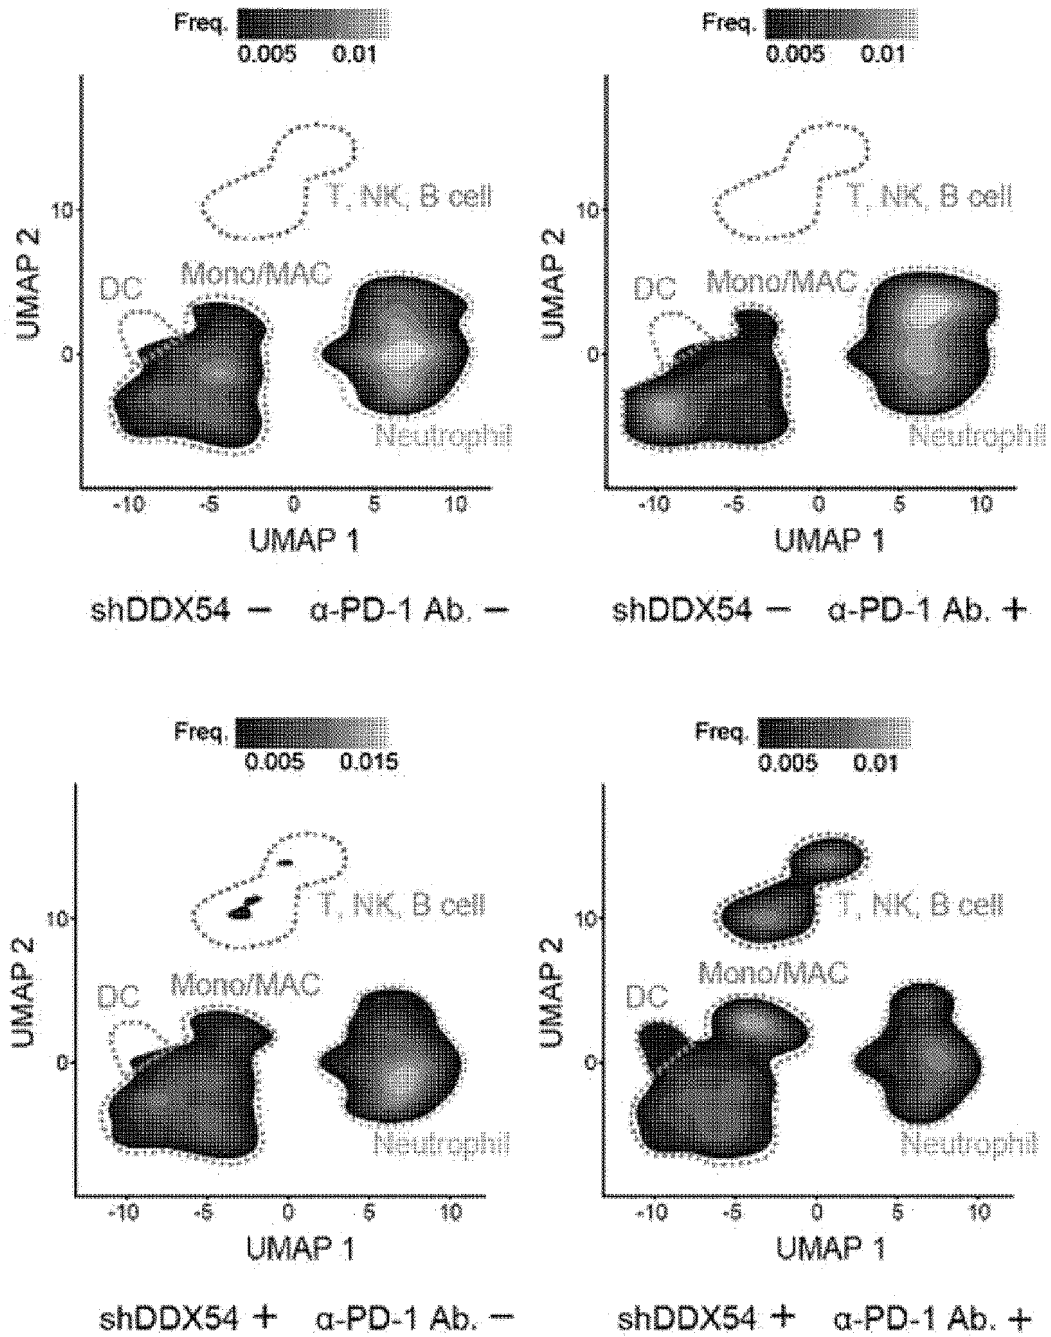 Freq. 0.005 0.01
T, NK, B cell
10
Mono/MAC
DC
UMAP 2
0
Neutrophil
-10 -5 0 5 10
UMAP 1
shDDX54 − α-PD-1 Ab. −
Freq. 0.005 0.01
T, NK, B cell
10
Mono/MAC
DC
UMAP 2
0
Neutrophil
-10 -5 0 5 10
UMAP 1
shDDX54 − α-PD-1 Ab. +
Freq. 0.005 0.015
T, NK, B cell
10
Mono/MAC
DC
UMAP 2
0
Neutrophil
-10 -5 0 5 10
UMAP 1
shDDX54 + α-PD-1 Ab. −
Freq. 0.005 0.01
T, NK, B cell
10
Mono/MAC
DC
UMAP 2
0
Neutrophil
-10 -5 0 5 10
UMAP 1
shDDX54 + α-PD-1 Ab. +